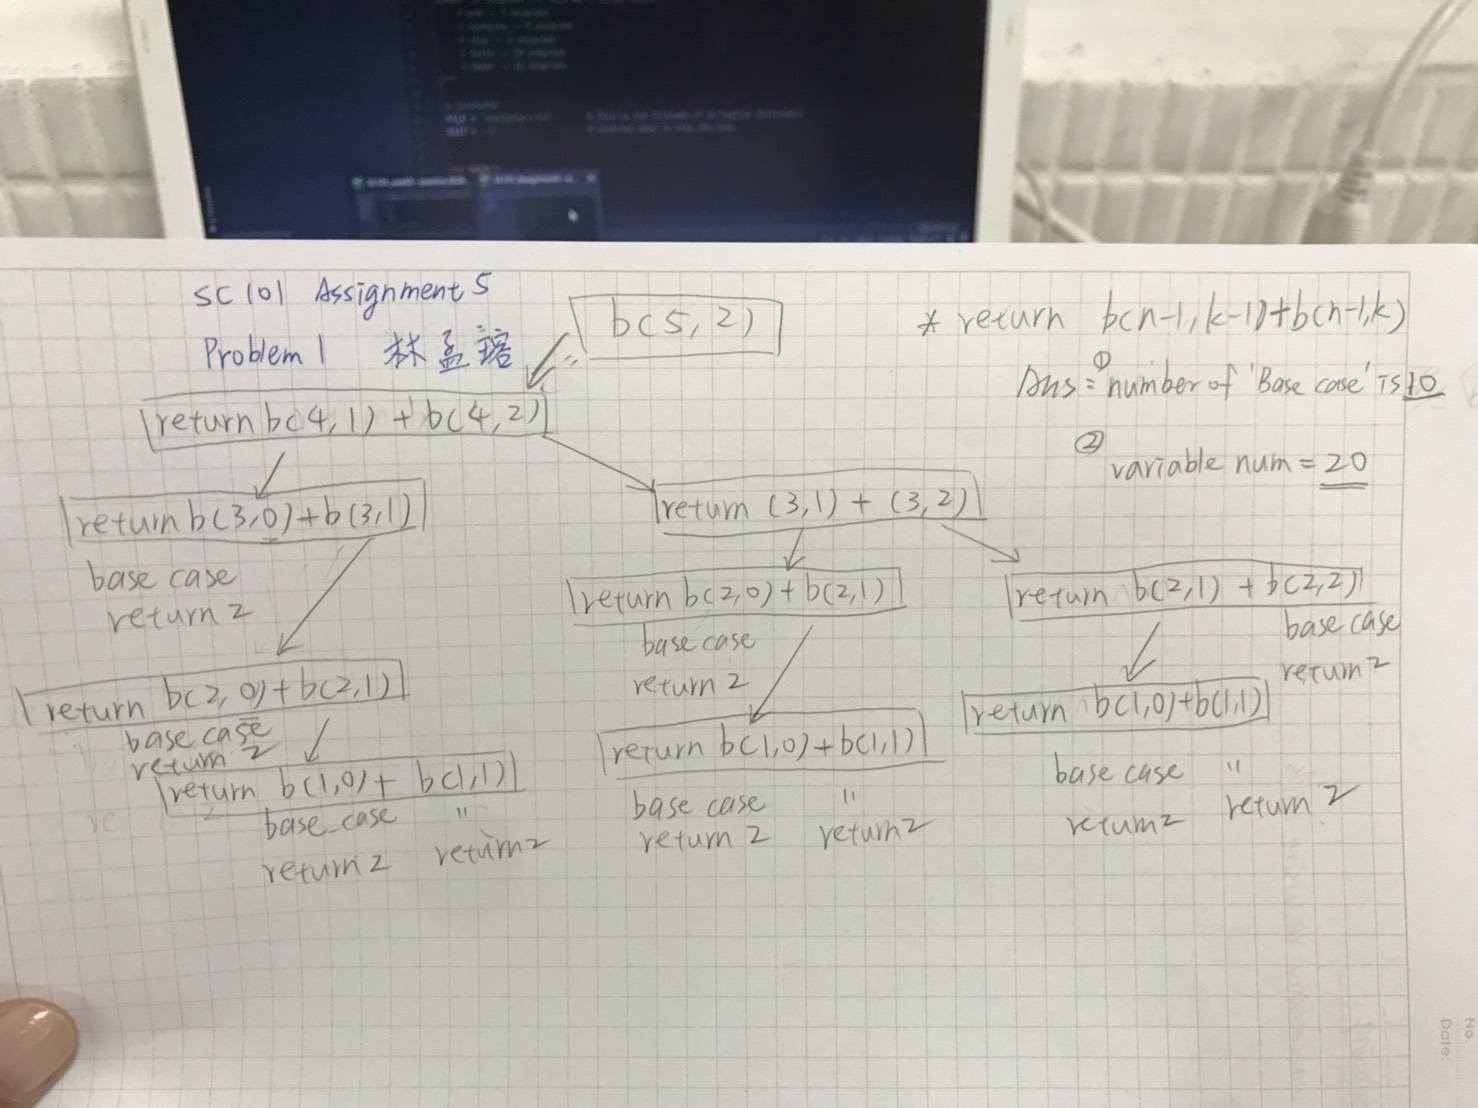 SC101 Assignment 5
Problem 1 林孟蓉
b(5,2)
* return b(n-1,k-1)+b(n-1,k)
Ans = ① number of 'Base case' is 10
② variable num = 20
return b(4,1) + b(4,2)
return b(3,0)+b(3,1)
base case
return 2
return (3,1) + (3,2)
return b(2,0)+b(2,1)
base case
return 2
return b(2,1) + b(2,2)
base case
return 2
return b(2,0)+b(2,1)
base case
return 2
return b(1,0)+ b(1,1)
base case "
return 2 return 2
return b(1,0)+b(1,1)
base case "
return 2 return 2
return b(1,0)+b(1,1)
base case "
return 2 return 2
No.
Date: